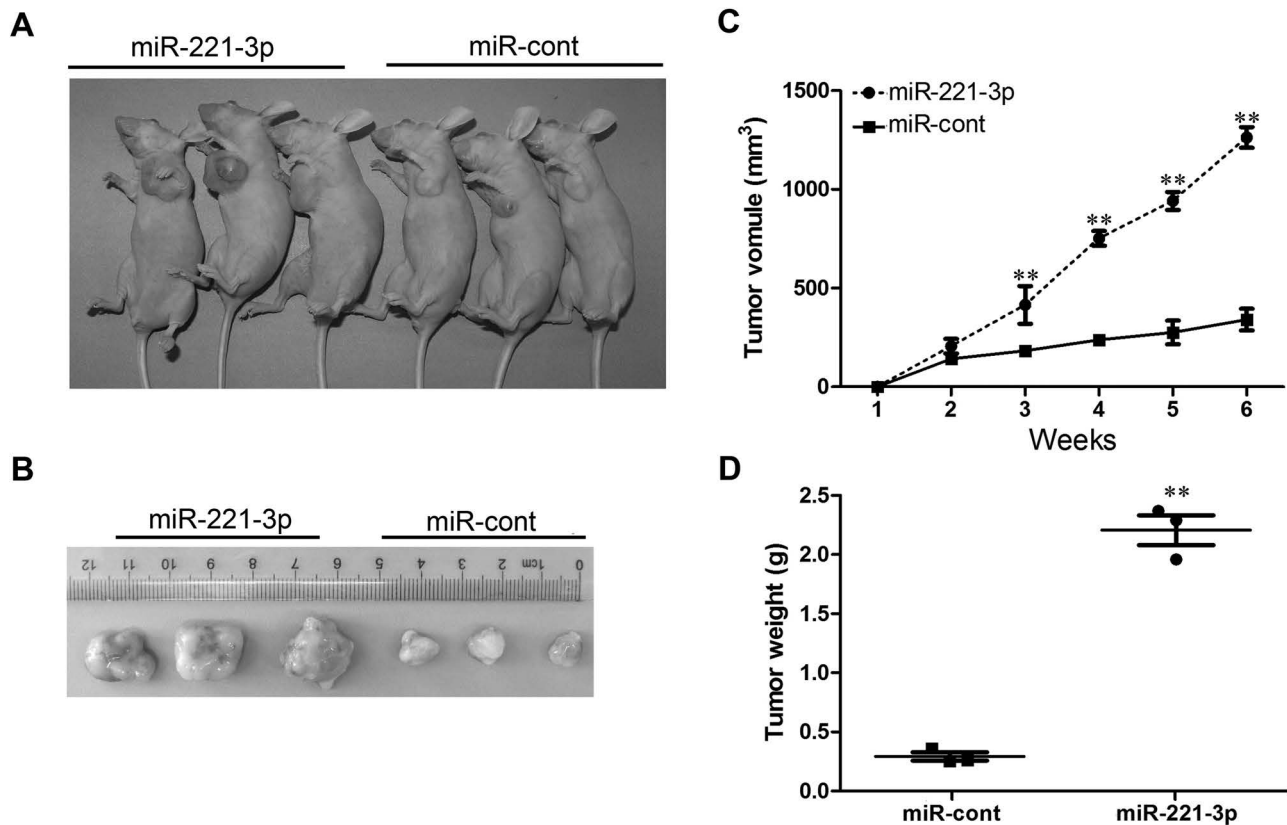 A
miR-221-3p miR-cont
B
miR-221-3p miR-cont
12 11 10 9 8 7 6 5 4 3 2 1cm 0
C
miR-221-3p
miR-cont
Tumor vomule (mm³)
1500
1000
500
0
** ** ** **
1 2 3 4 5 6
Weeks
D
Tumor weight (g)
2.5
2.0
1.5
1.0
0.5
0.0
**
miR-cont miR-221-3p